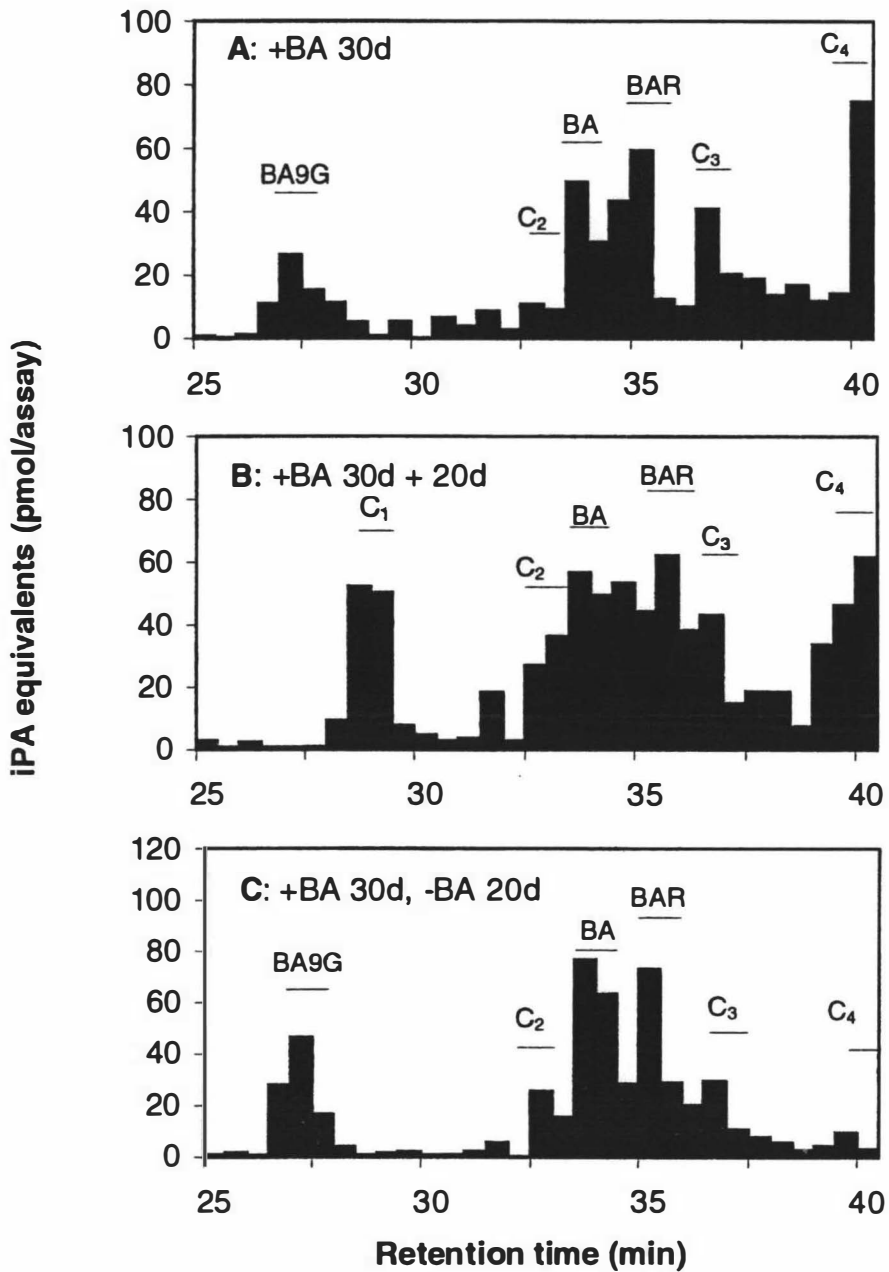 iPA equivalents (pmol/assay)
A: +BA 30d
100
80
60
40
20
0
BA9G
C2
BA
BAR
C3
C4
25 30 35 40
B: +BA 30d + 20d
100
80
60
40
20
0
C1
C2
BA
BAR
C3
C4
25 30 35 40
C: +BA 30d, -BA 20d
120
100
80
60
40
20
0
BA9G
C2
BA
BAR
C3
C4
25 30 35 40
Retention time (min)